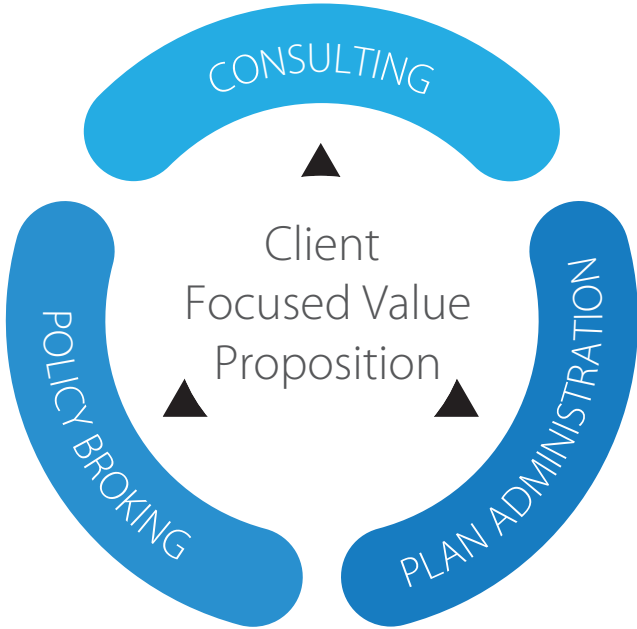 CONSULTING
Client
Focused Value
Proposition
POLICY BROKING
PLAN ADMINISTRATION